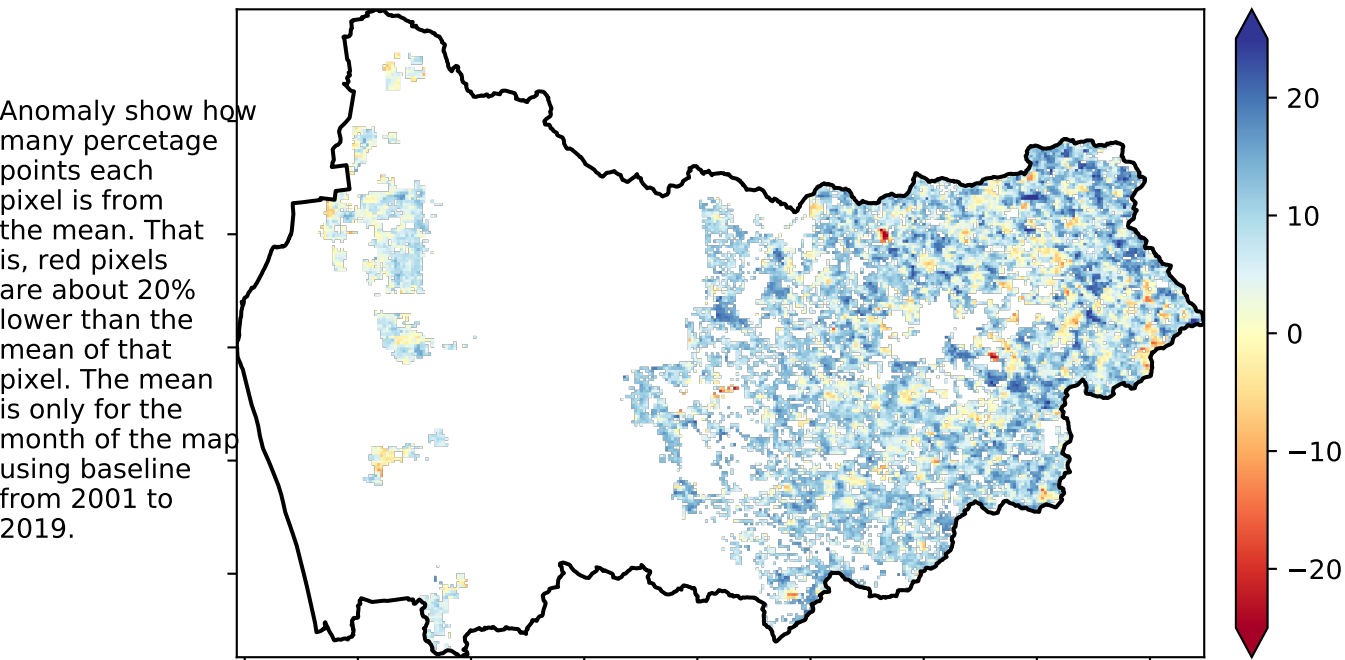 Anomaly show how
many percetage
points each
pixel is from
the mean. That
is, red pixels
are about 20%
lower than the
mean of that
pixel. The mean
is only for the
month of the map
using baseline
from 2001 to
2019.
20
10
0
−10
−20